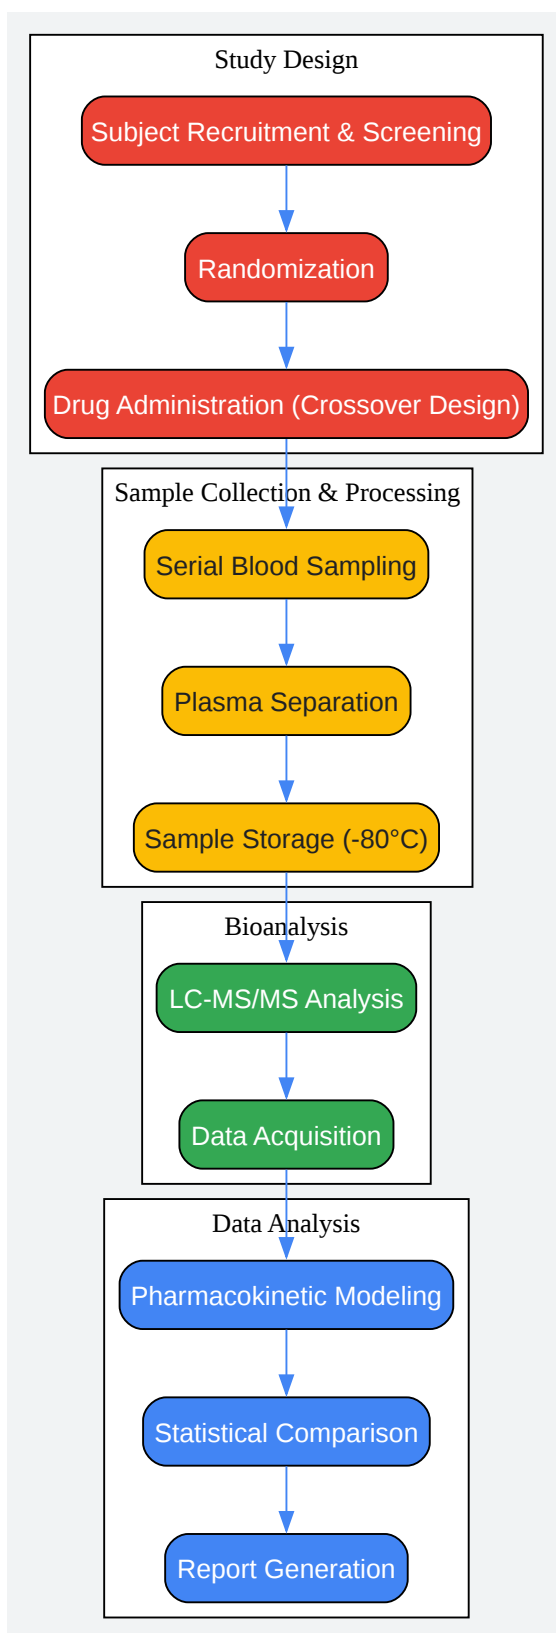 Study Design
Subject Recruitment & Screening
Randomization
Drug Administration (Crossover Design)
Sample Collection & Processing
Serial Blood Sampling
Plasma Separation
Sample Storage (-80°C)
Bioanalysis
LC-MS/MS Analysis
Data Acquisition
Data Analysis
Pharmacokinetic Modeling
Statistical Comparison
Report Generation